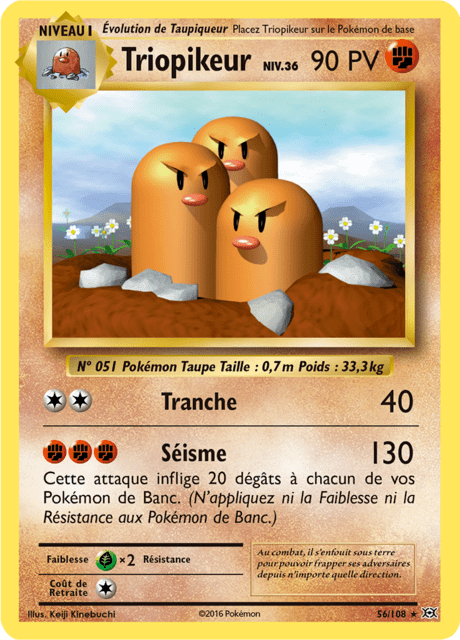 NIVEAU 1 Évolution de Taupiqueur Placez Triopikeur sur le Pokémon de base
Triopikeur NIV.36 90 PV
N° 051 Pokémon Taupe Taille : 0,7 m Poids : 33,3 kg
Tranche 40
Séisme 130
Cette attaque inflige 20 dégâts à chacun de vos
Pokémon de Banc. (N'appliquez ni la Faiblesse ni la
Résistance aux Pokémon de Banc.)
Faiblesse ×2 Résistance
Coût de
Retraite
Au combat, il s'enfouit sous terre
pour pouvoir frapper ses adversaires
depuis n'importe quelle direction.
Illus. Keiji Kinebuchi ©2016 Pokémon 56/108 ★